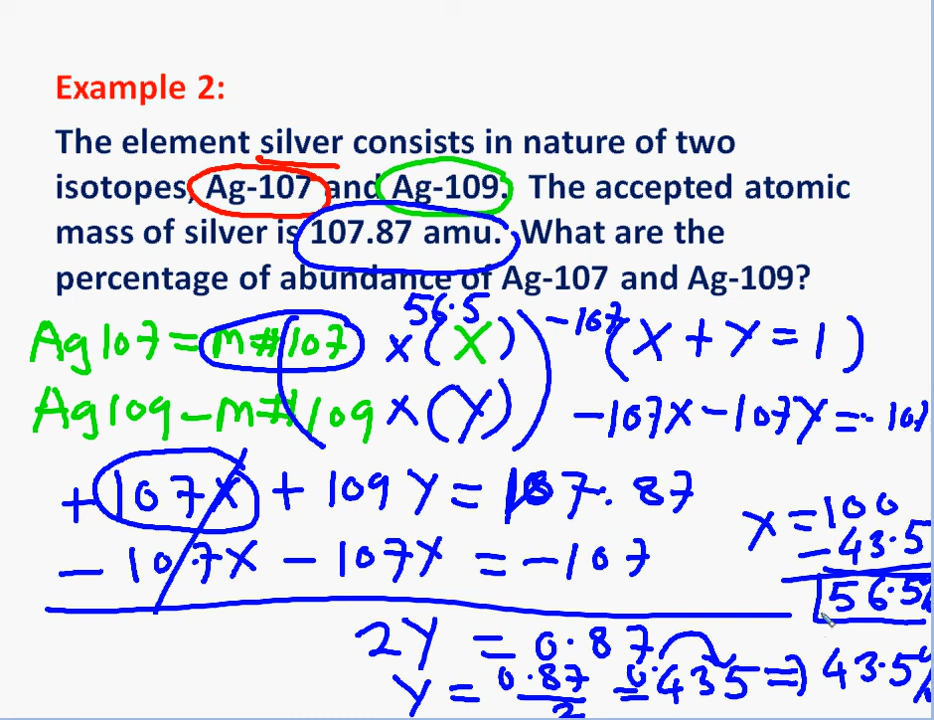 Example 2:
The element silver consists in nature of two
isotopes, Ag-107 and Ag-109. The accepted atomic
mass of silver is 107.87 amu. What are the
percentage of abundance of Ag-107 and Ag-109?
56.5
Ag107 = m#107 x (X) -107(X + Y = 1)
Ag109 - m#109 x (Y) -107X - 107Y = -107
+107X + 109Y = 107.87
- 107X - 107X = -107
X = 100
- 43.5
56.5%
2Y = 0.87
Y = 0.87/2 = 0.435 => 43.5%